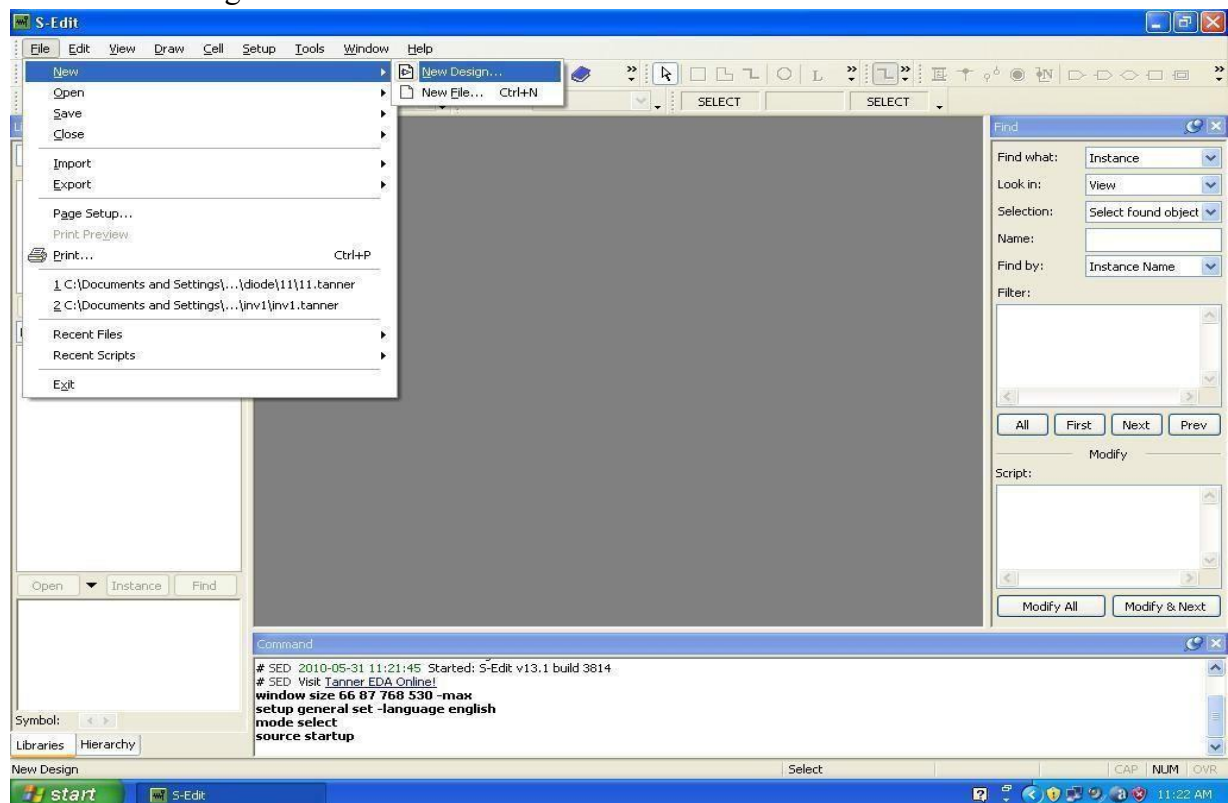 S-Edit
File Edit View Draw Cell Setup Tools Window Help
New
New Design...
Open
New File... Ctrl+N
SELECT SELECT
Save
Close
Import
Export
Page Setup...
Print Preview
Print... Ctrl+P
1 C:\Documents and Settings\...\diode\11\11.tanner
2 C:\Documents and Settings\...\inv1\inv1.tanner
Recent Files
Recent Scripts
Exit
Find
Find what: Instance
Look in: View
Selection: Select found object
Name:
Find by: Instance Name
Filter:
All First Next Prev
Modify
Script:
Modify All Modify & Next
Open Instance Find
Symbol:
Libraries Hierarchy
Command
# SED 2010-05-31 11:21:45 Started: S-Edit v13.1 build 3814
# SED Visit Tanner EDA Online!
window size 66 87 768 530 -max
setup general set -language english
mode select
source startup
New Design Select CAP NUM OVR
start S-Edit 11:22 AM